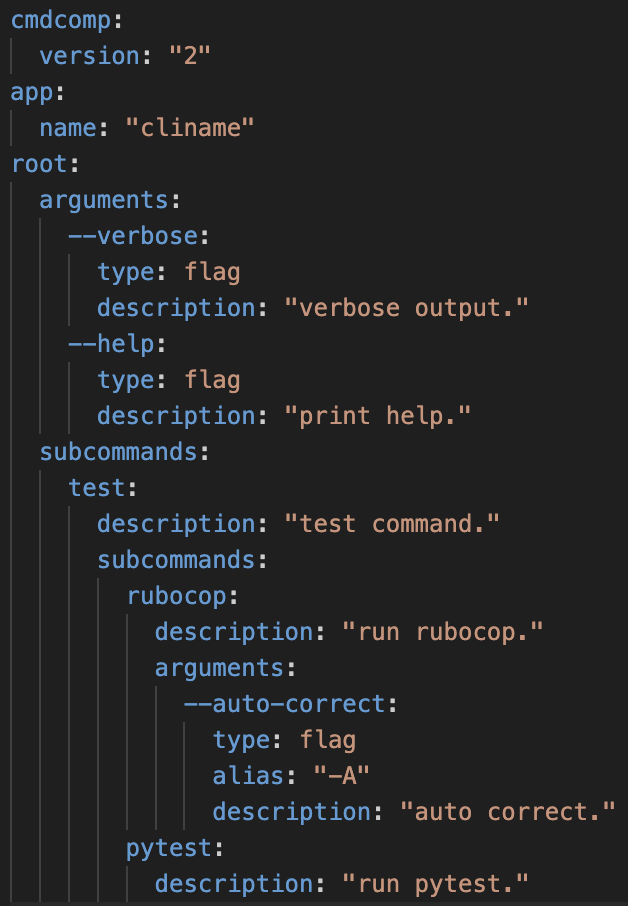 cmdcomp:
  version: "2"
app:
  name: "cliname"
root:
  arguments:
    --verbose:
      type: flag
      description: "verbose output."
    --help:
      type: flag
      description: "print help."
  subcommands:
    test:
      description: "test command."
      subcommands:
        rubocop:
          description: "run rubocop."
          arguments:
            --auto-correct:
              type: flag
              alias: "-A"
              description: "auto correct."
        pytest:
          description: "run pytest."